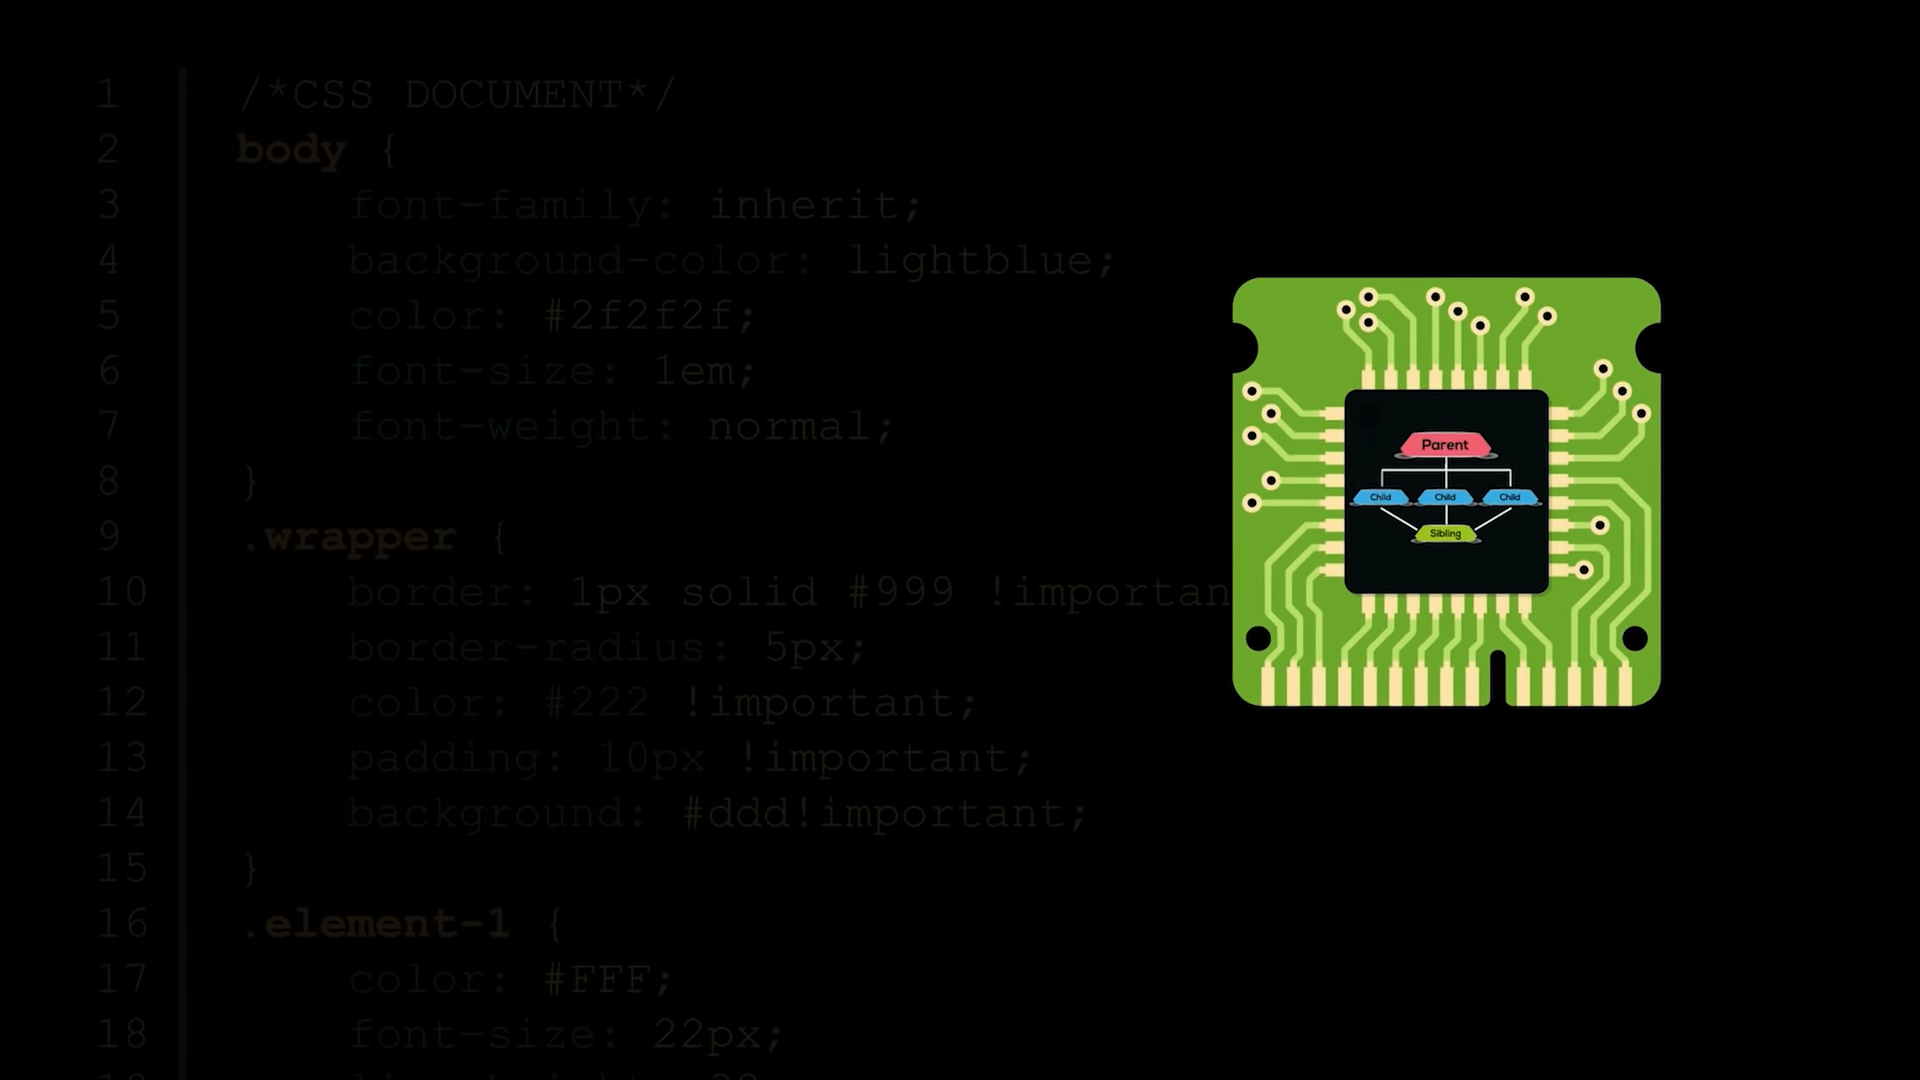 1 /*CSS DOCUMENT*/
2 body {
3 font-family: inherit;
4 background-color: lightblue;
5 color: #2f2f2f;
6 font-size: 1em;
7 font-weight: normal;
8 }
9 .wrapper {
10 border: 1px solid #999 !importan
11 border-radius: 5px;
12 color: #222 !important;
13 padding: 10px !important;
14 background: #ddd!important;
15 }
16 .element-1 {
17 color: #FFF;
18 font-size: 22px;
Parent
Child Child Child
Sibling